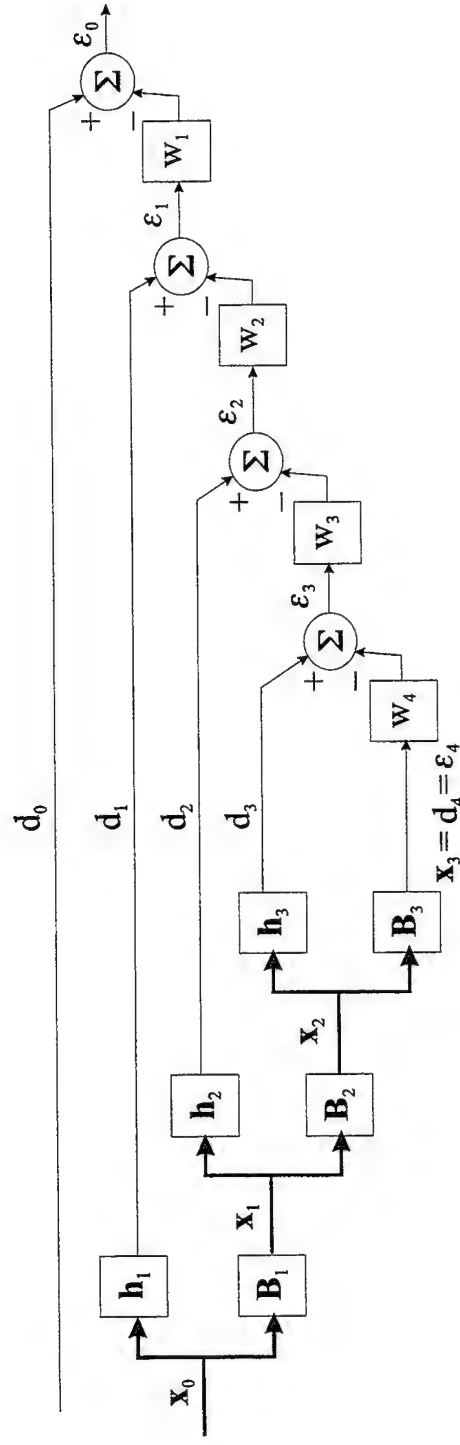 d₀
d₁
d₂
d₃
x₀
h₁
B₁
x₁
h₂
B₂
x₂
h₃
B₃
x₃ = d₄ = ε₄
w₄
+
−
Σ
ε₃
w₃
+
−
Σ
ε₂
w₂
+
−
Σ
ε₁
w₁
+
−
Σ
ε₀